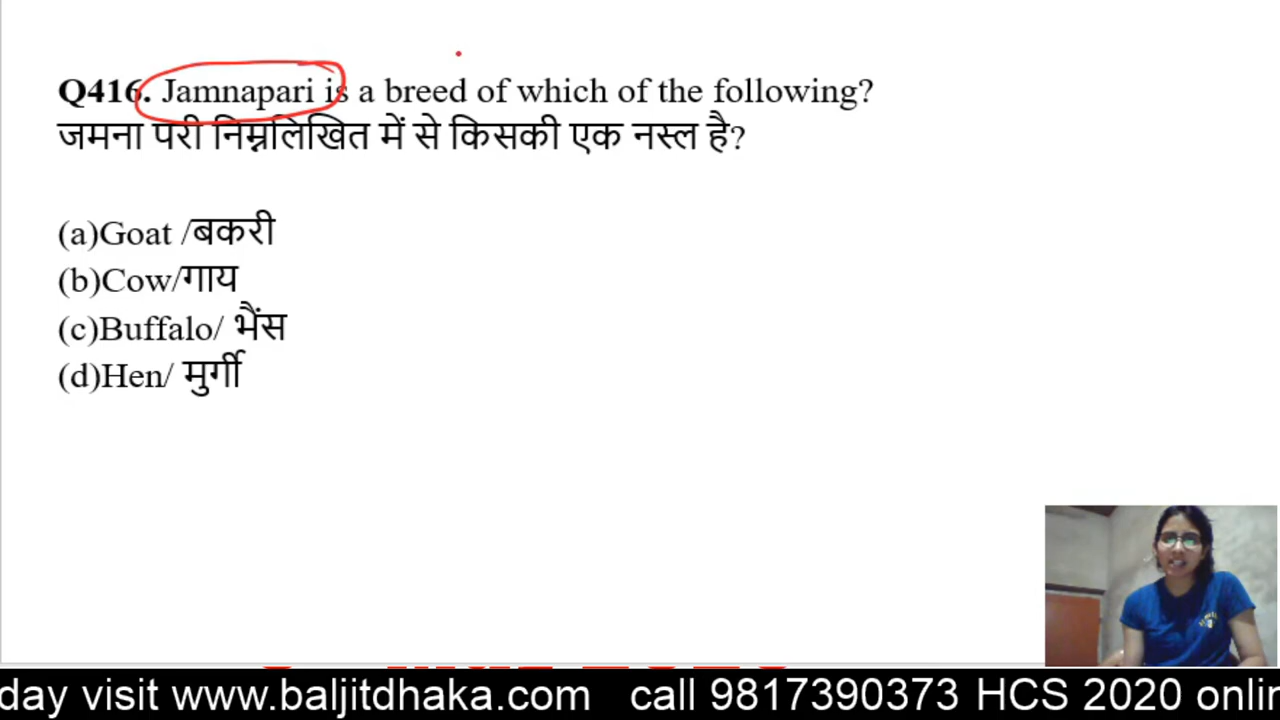 Q416. Jamnapari is a breed of which of the following?
जमना परी निम्नलिखित में से किसकी एक नस्ल है?
(a)Goat /बकरी
(b)Cow/गाय
(c)Buffalo/ भैंस
(d)Hen/ मुर्गी
day visit www.baljitdhaka.com call 9817390373 HCS 2020 onlin